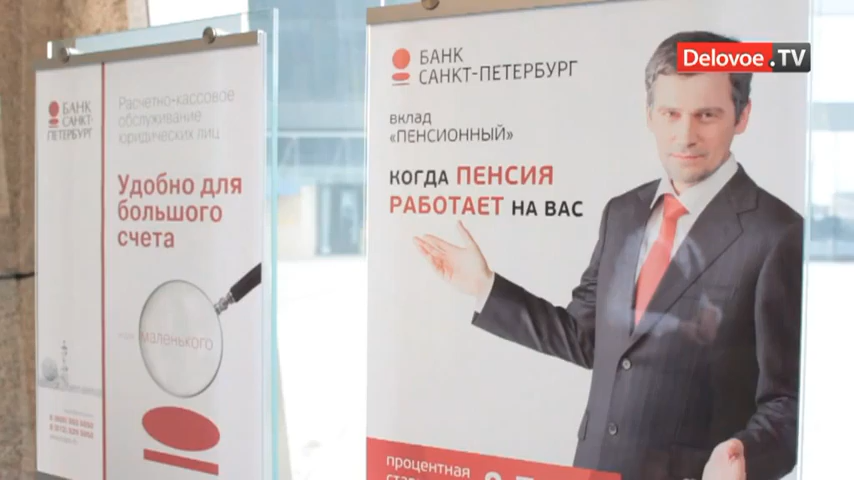 БАНК
САНКТ-
ПЕТЕРБУРГ
Расчетно-кассовое
обслуживание
юридических лиц
Удобно для
большого
счета
маленького
БАНК
САНКТ-ПЕТЕРБУРГ
вклад
«ПЕНСИОННЫЙ»
КОГДА ПЕНСИЯ
РАБОТАЕТ НА ВАС
процентная
Delovoe.TV